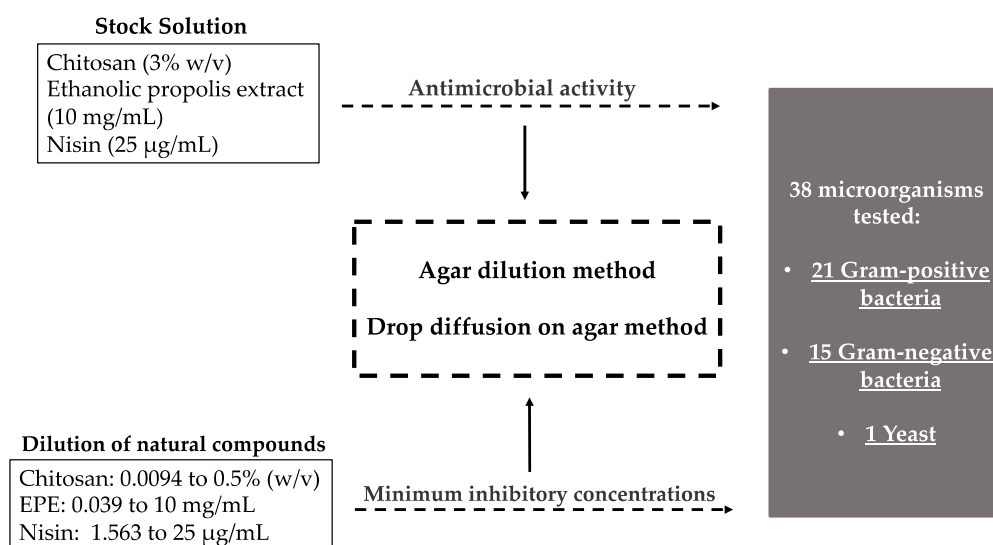 Stock Solution
Chitosan (3% w/v)
Ethanolic propolis extract
(10 mg/mL)
Nisin (25 µg/mL)
Antimicrobial activity
Agar dilution method
Drop diffusion on agar method
38 microorganisms
tested:
• 21 Gram-positive
bacteria
• 15 Gram-negative
bacteria
• 1 Yeast
Dilution of natural compounds
Chitosan: 0.0094 to 0.5% (w/v)
EPE: 0.039 to 10 mg/mL
Nisin: 1.563 to 25 µg/mL
Minimum inhibitory concentrations